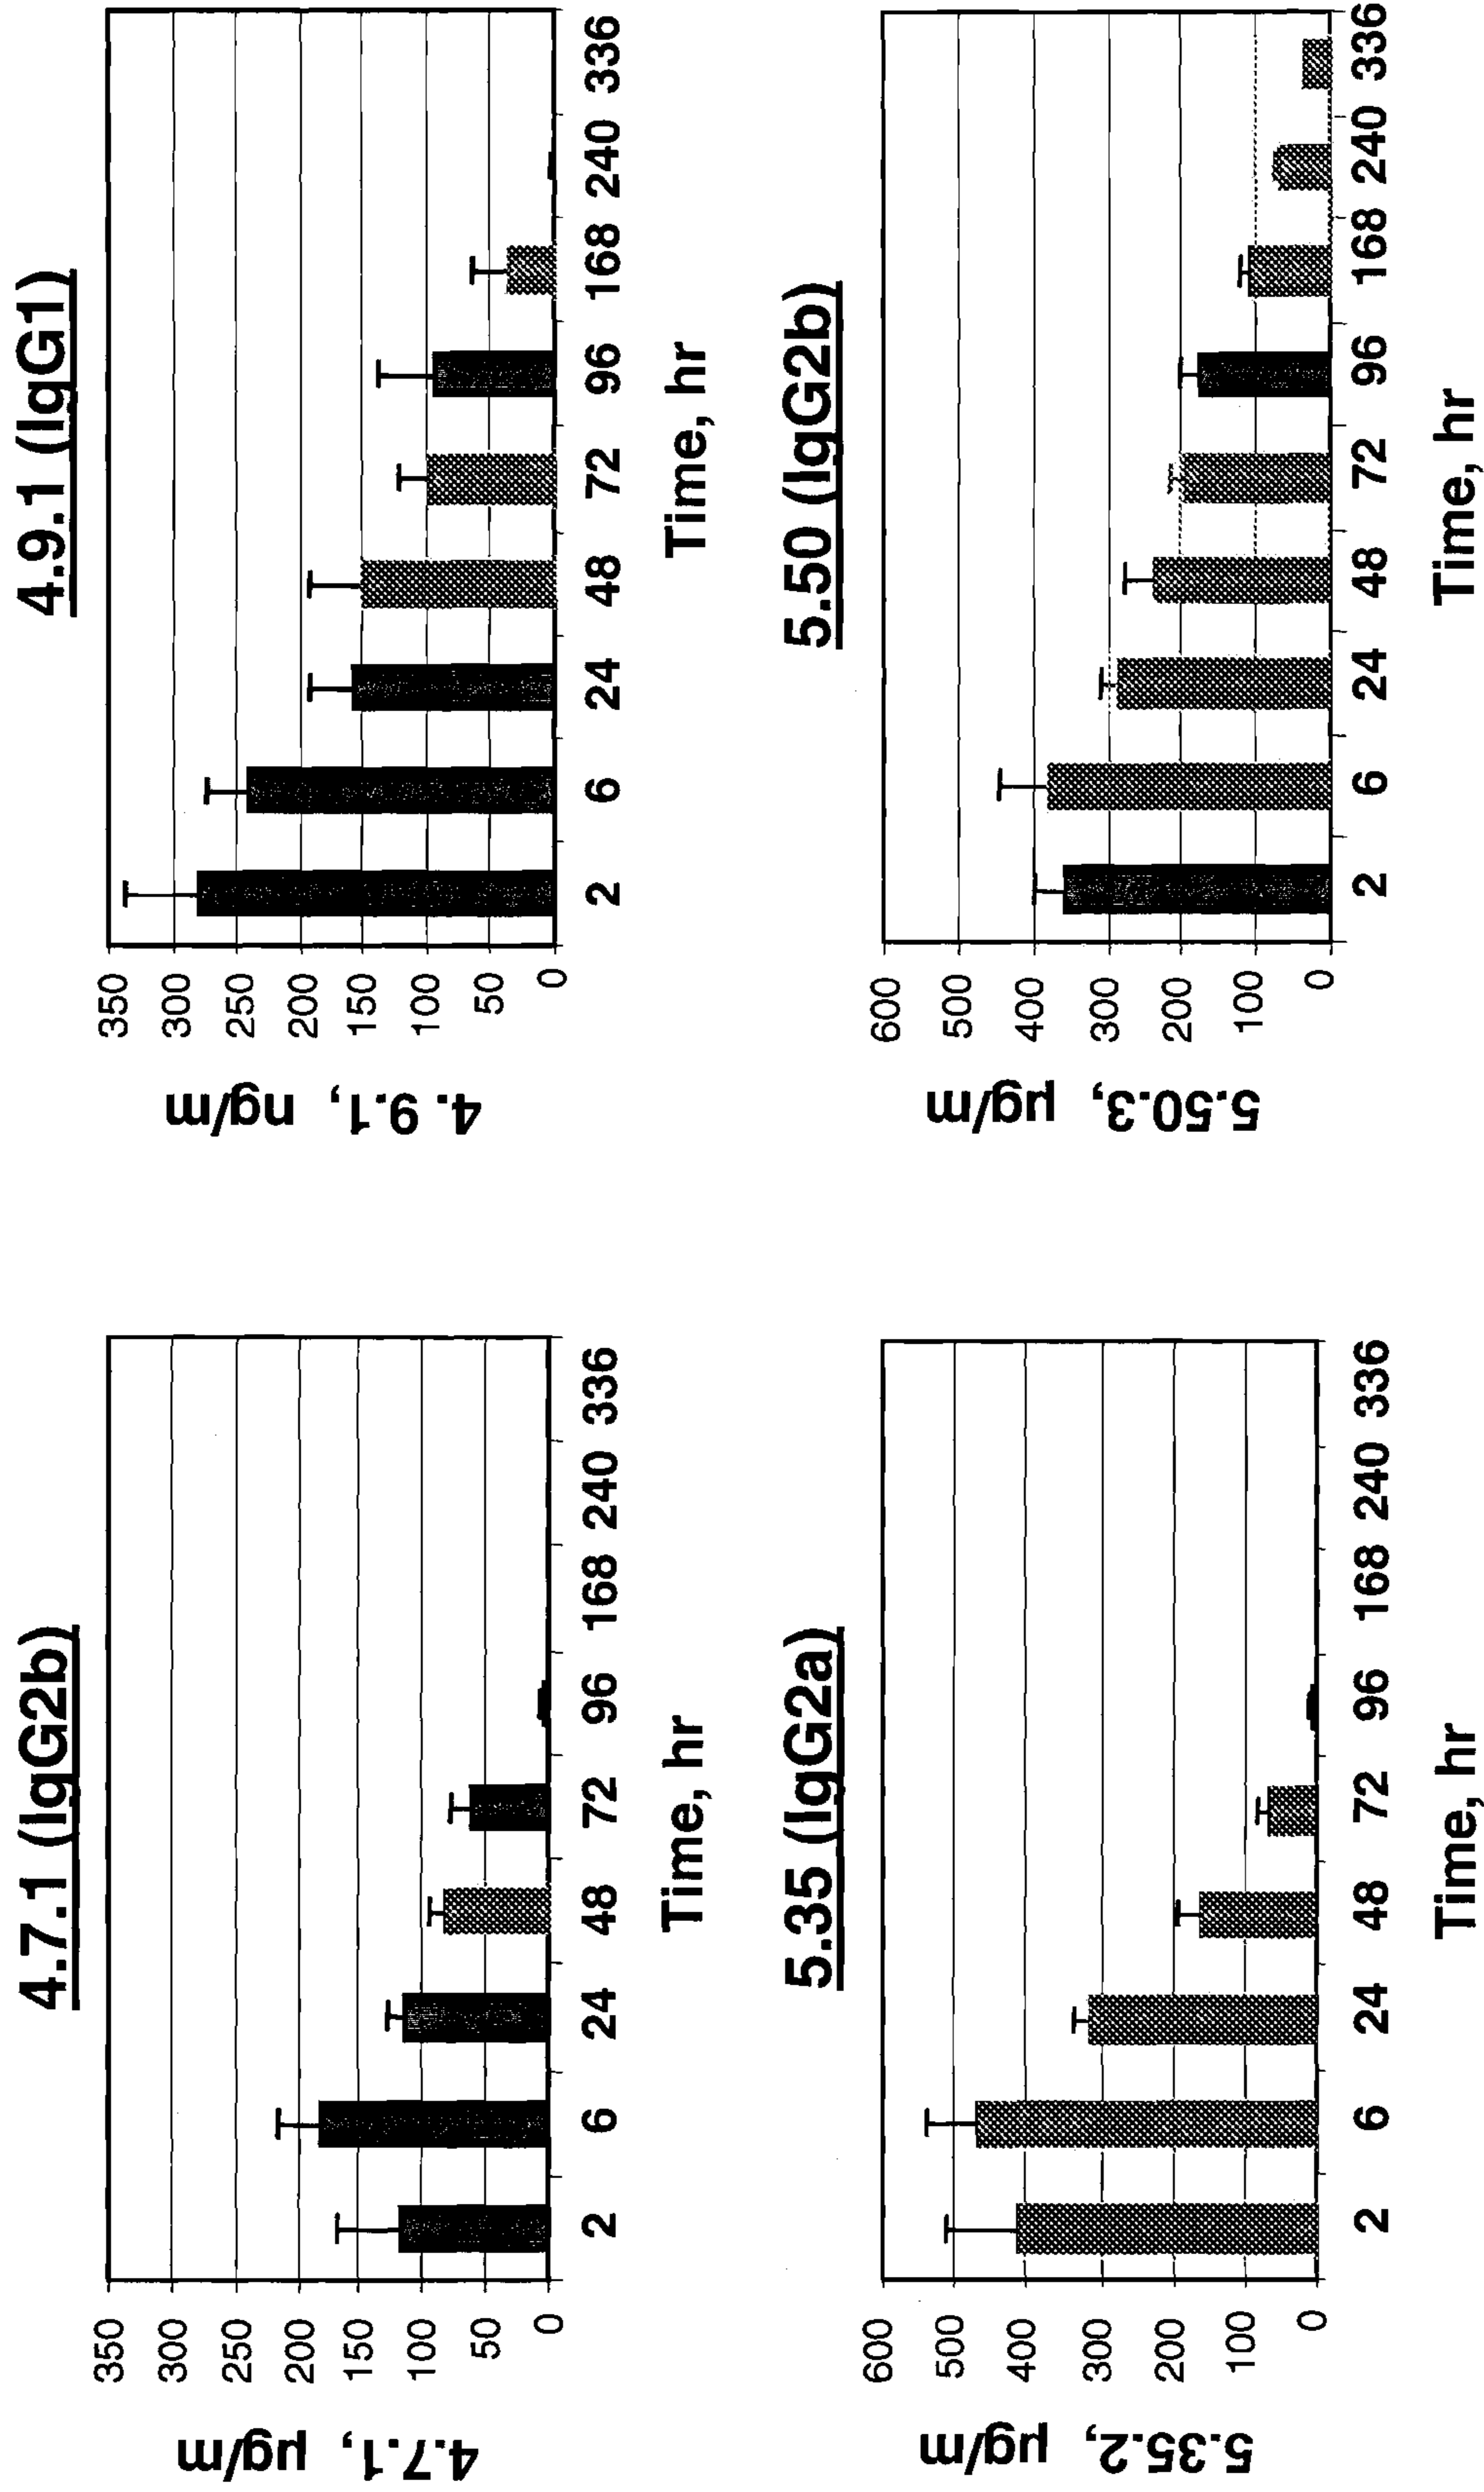 4.7.1 (IgG2b)
4.7.1, µg/m
350
300
250
200
150
100
50
0
2 6 24 48 72 96 168 240 336
Time, hr
4.9.1 (IgG1)
4. 9.1, ng/m
350
300
250
200
150
100
50
0
2 6 24 48 72 96 168 240 336
Time, hr
5.35 (IgG2a)
5.35.2, µg/m
600
500
400
300
200
100
0
2 6 24 48 72 96 168 240 336
Time, hr
5.50 (IgG2b)
5.50.3, µg/m
600
500
400
300
200
100
0
2 6 24 48 72 96 168 240 336
Time, hr